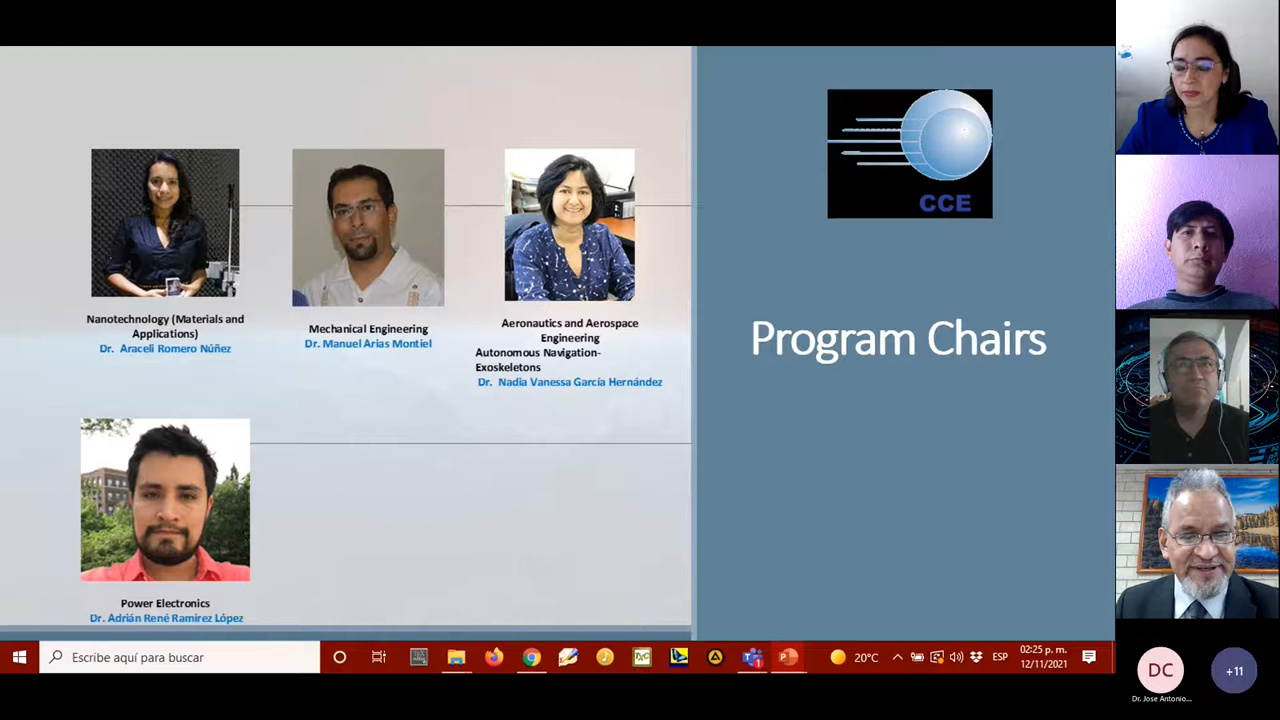 CCE
Program Chairs
Nanotechnology (Materials and
Applications)
Dr. Araceli Romero Núñez
Mechanical Engineering
Dr. Manuel Arias Montiel
Aeronautics and Aerospace
Engineering
Autonomous Navigation-
Exoskeletons
Dr. Nadia Vanessa García Hernández
Power Electronics
Dr. Adrián René Ramirez López
Escribe aquí para buscar
20°C
ESP
02:25 p. m.
12/11/2021
DC
+11
Dr. Jose Antonio...